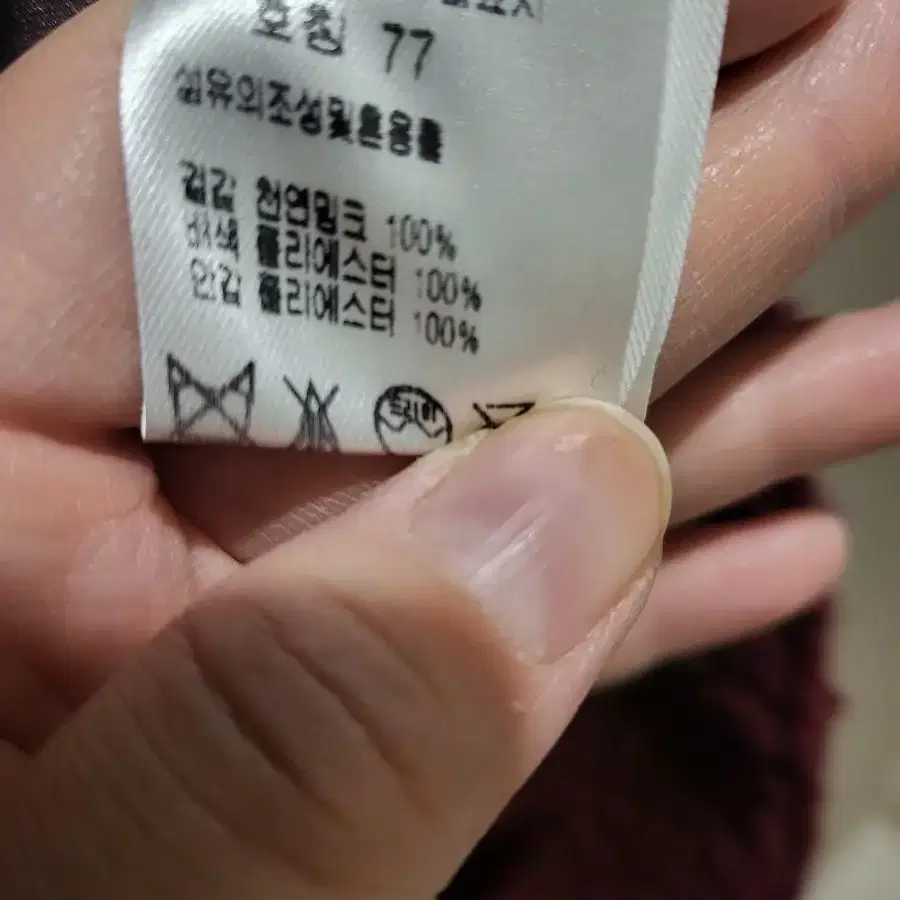 호칭 77
섬유의조성및혼용률
겉감 천연밍크 100%
배색 폴리에스터 100%
안감 폴리에스터 100%
드라이